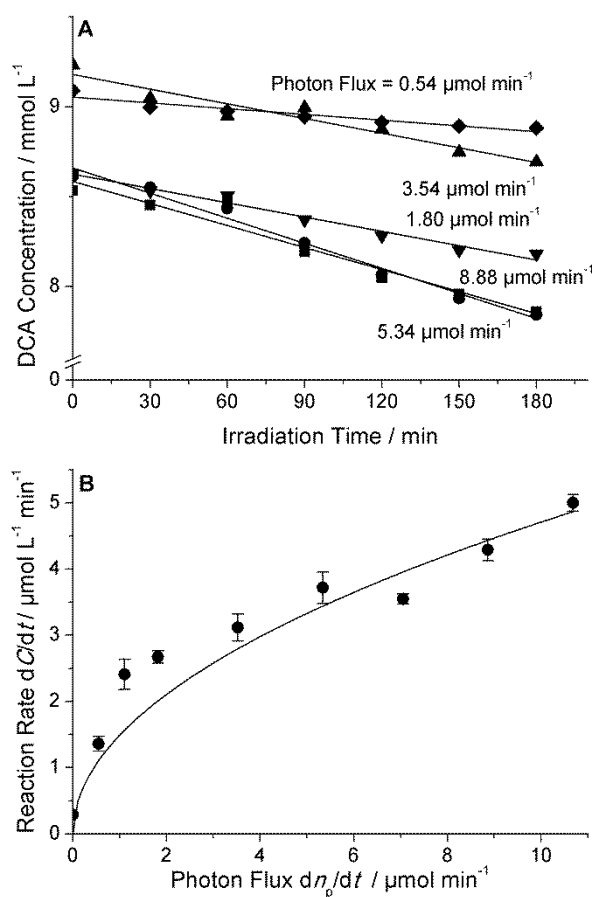 A
DCA Concentration / mmol L⁻¹
9
8
0
Photon Flux = 0.54 µmol min⁻¹
3.54 µmol min⁻¹
1.80 µmol min⁻¹
8.88 µmol min⁻¹
5.34 µmol min⁻¹
0 30 60 90 120 150 180
Irradiation Time / min
B
Reaction Rate dC/dt / µmol L⁻¹ min⁻¹
5
4
3
2
1
0
0 2 4 6 8 10
Photon Flux dnₚ/dt / µmol min⁻¹